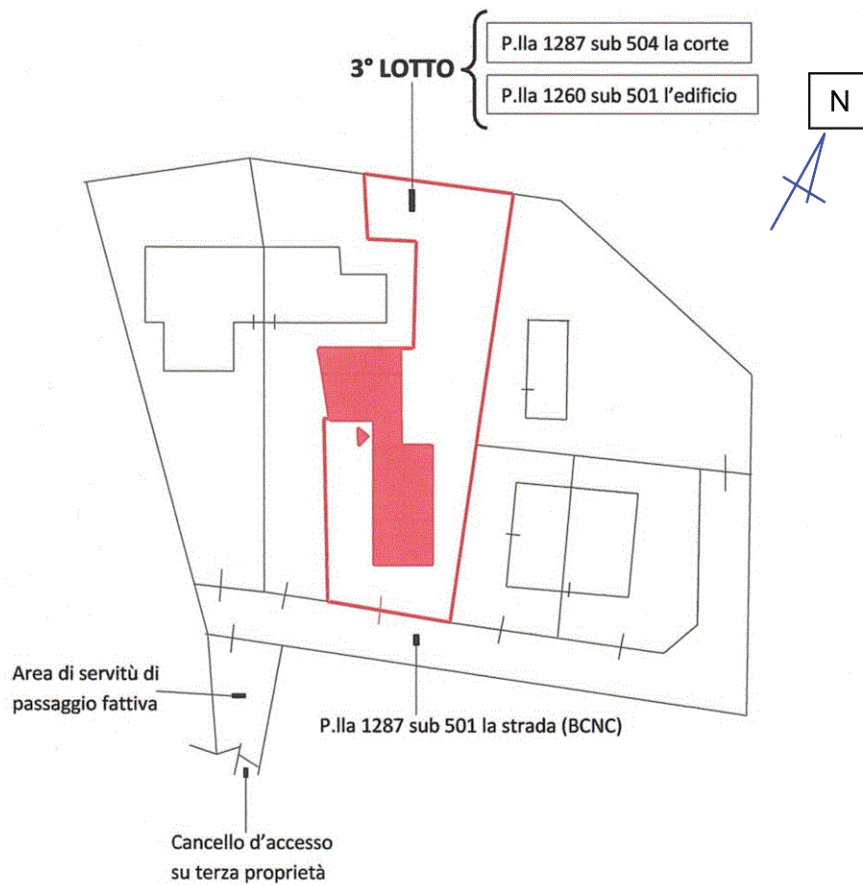 P.lla 1287 sub 504 la corte
3° LOTTO
P.lla 1260 sub 501 l'edificio
N
Area di servitù di
passaggio fattiva
P.lla 1287 sub 501 la strada (BCNC)
Cancello d'accesso
su terza proprietà